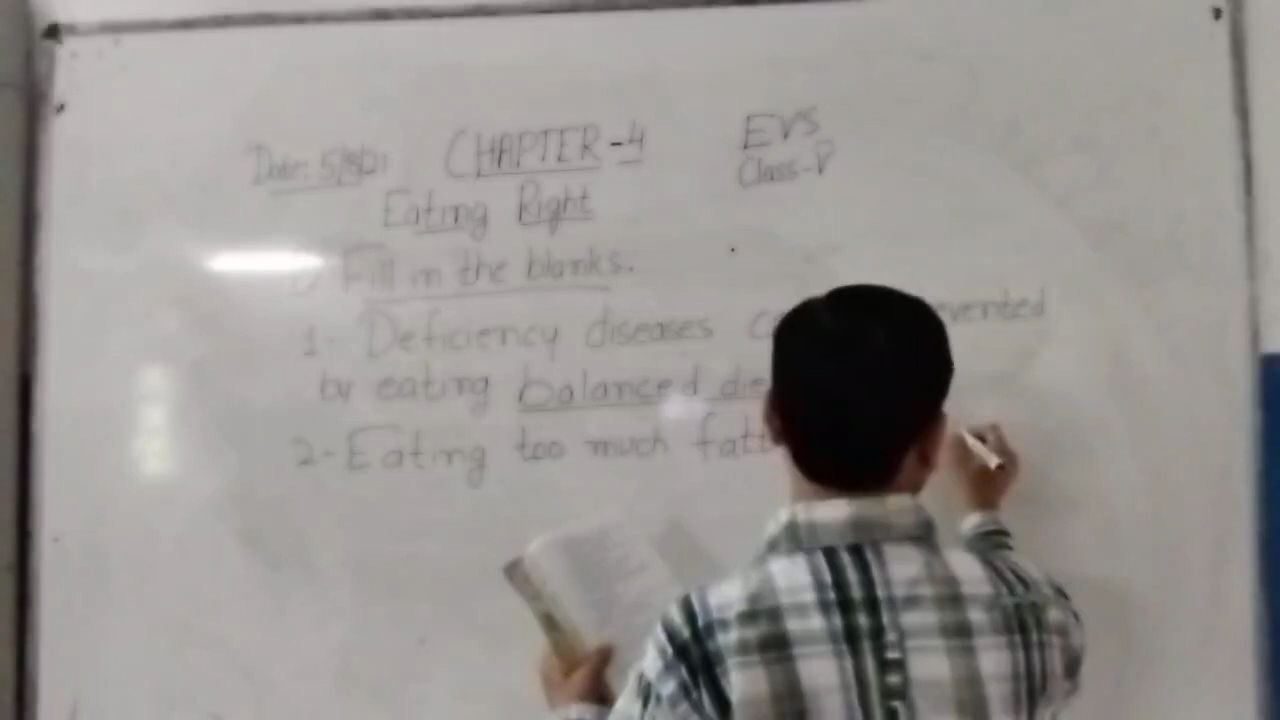 Date: 5/8/21 CHAPTER-4 EVS
Class-V
Eating Right
Fill in the blanks.
1- Deficiency diseases
by eating balanced
2- Eating too much